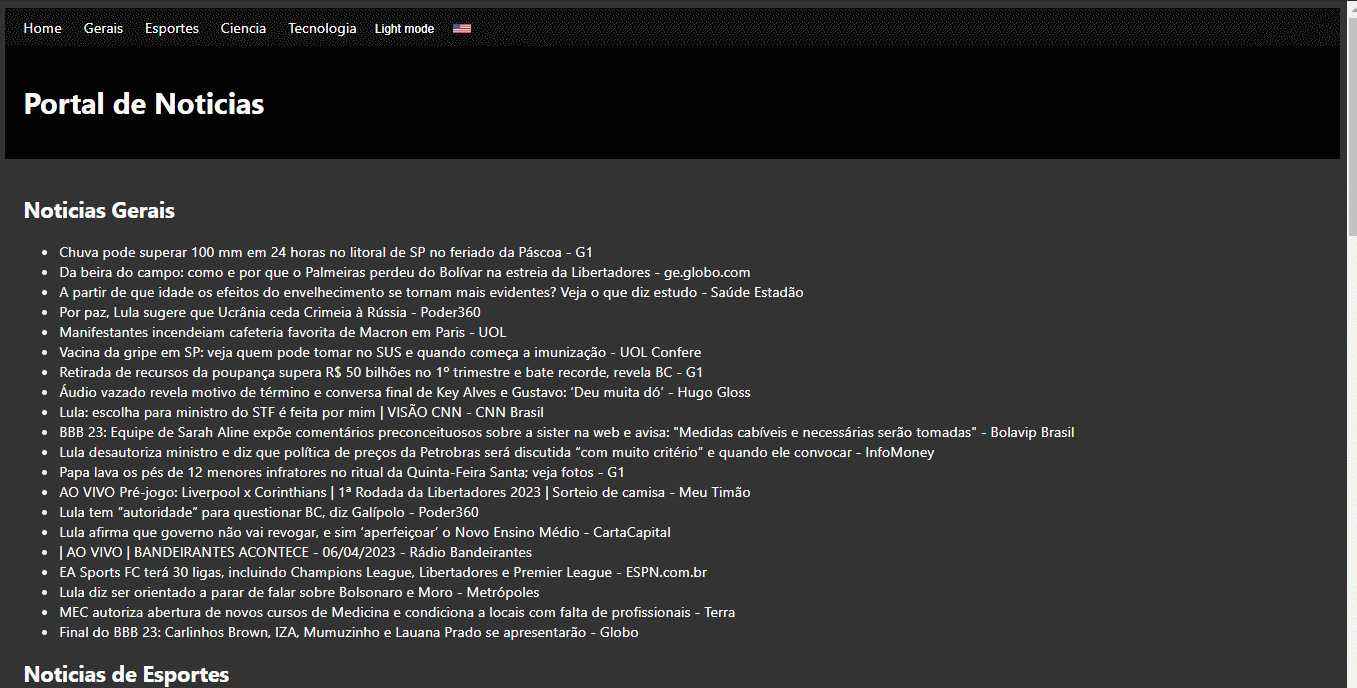 Home Gerais Esportes Ciencia Tecnologia Light mode
Portal de Noticias
Noticias Gerais
Chuva pode superar 100 mm em 24 horas no litoral de SP no feriado da Páscoa - G1
Da beira do campo: como e por que o Palmeiras perdeu do Bolívar na estreia da Libertadores - ge.globo.com
A partir de que idade os efeitos do envelhecimento se tornam mais evidentes? Veja o que diz estudo - Saúde Estadão
Por paz, Lula sugere que Ucrânia ceda Crimeia à Rússia - Poder360
Manifestantes incendeiam cafeteria favorita de Macron em Paris - UOL
Vacina da gripe em SP: veja quem pode tomar no SUS e quando começa a imunização - UOL Confere
Retirada de recursos da poupança supera R$ 50 bilhões no 1º trimestre e bate recorde, revela BC - G1
Áudio vazado revela motivo de término e conversa final de Key Alves e Gustavo: ‘Deu muita dó’ - Hugo Gloss
Lula: escolha para ministro do STF é feita por mim | VISÃO CNN - CNN Brasil
BBB 23: Equipe de Sarah Aline expõe comentários preconceituosos sobre a sister na web e avisa: "Medidas cabíveis e necessárias serão tomadas" - Bolavip Brasil
Lula desautoriza ministro e diz que política de preços da Petrobras será discutida “com muito critério” e quando ele convocar - InfoMoney
Papa lava os pés de 12 menores infratores no ritual da Quinta-Feira Santa; veja fotos - G1
AO VIVO Pré-jogo: Liverpool x Corinthians | 1ª Rodada da Libertadores 2023 | Sorteio de camisa - Meu Timão
Lula tem “autoridade” para questionar BC, diz Galípolo - Poder360
Lula afirma que governo não vai revogar, e sim ‘aperfeiçoar’ o Novo Ensino Médio - CartaCapital
| AO VIVO | BANDEIRANTES ACONTECE - 06/04/2023 - Rádio Bandeirantes
EA Sports FC terá 30 ligas, incluindo Champions League, Libertadores e Premier League - ESPN.com.br
Lula diz ser orientado a parar de falar sobre Bolsonaro e Moro - Metrópoles
MEC autoriza abertura de novos cursos de Medicina e condiciona a locais com falta de profissionais - Terra
Final do BBB 23: Carlinhos Brown, IZA, Mumuzinho e Lauana Prado se apresentarão - Globo
Noticias de Esportes